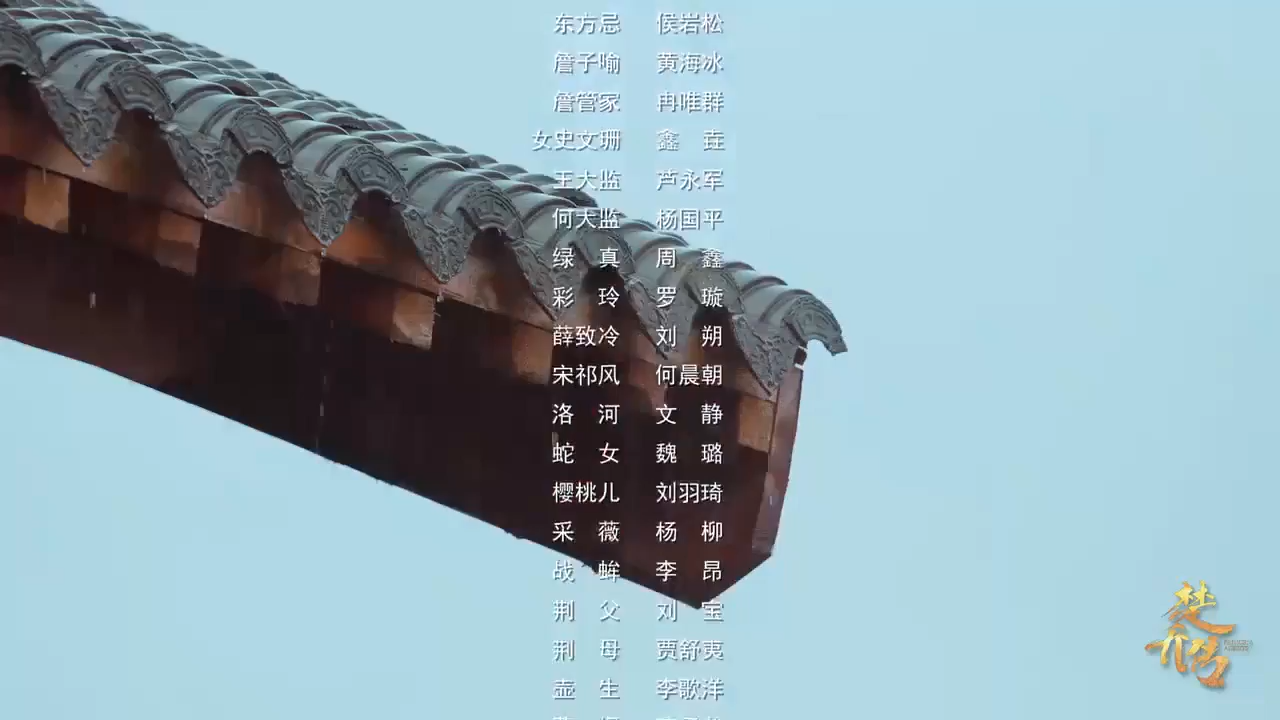 东方忌 侯岩松
詹子喻 黄海冰
詹管家 冉唯群
女史文珊 鑫垚
王大监 芦永军
何大监 杨国平
绿真 周鑫
彩玲 罗璇
薛致冷 刘朔
宋祁风 何晨朝
洛河 文静
蛇女 魏璐
樱桃儿 刘羽琦
采薇 杨柳
战蛑 李昂
荆父 刘宝
荆母 贾舒夷
壶生 李歌洋
楚乔传